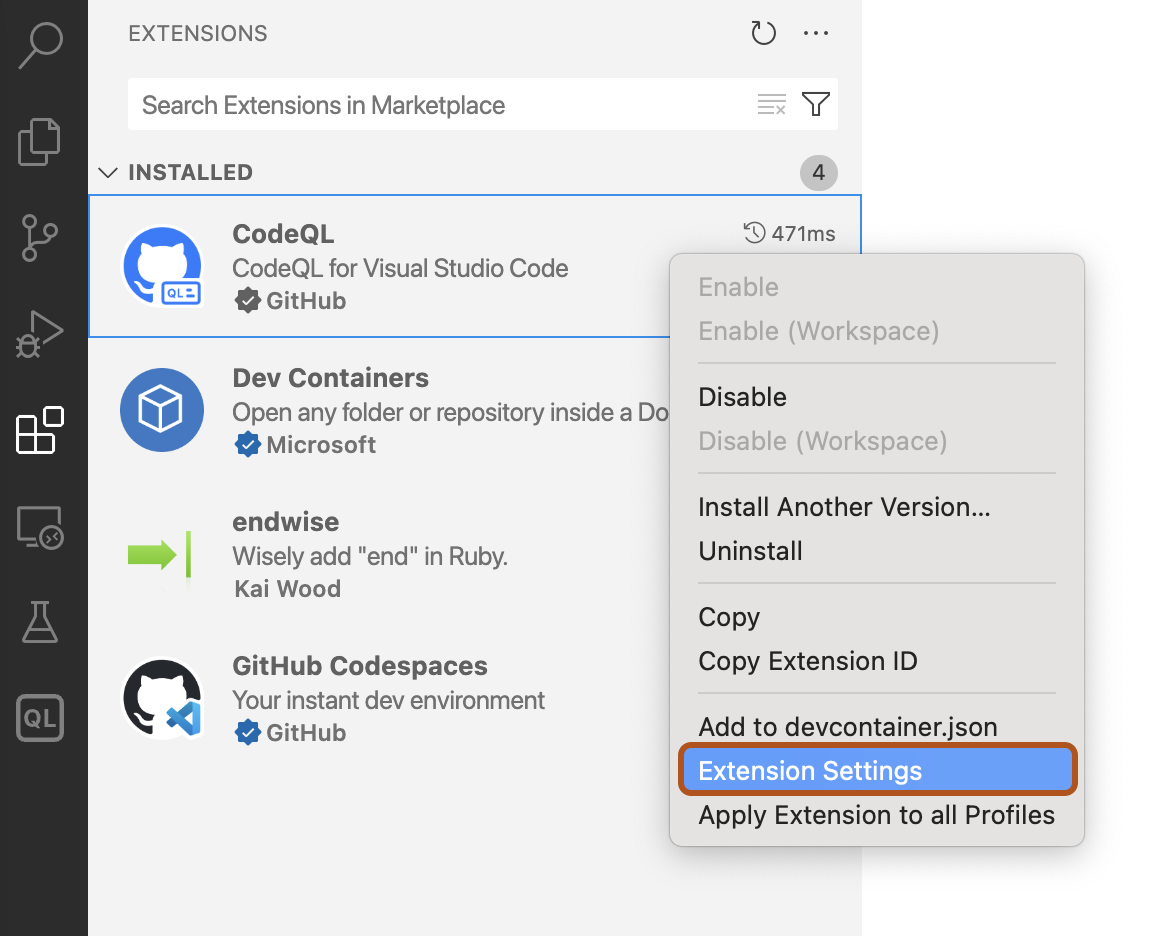 EXTENSIONS
Search Extensions in Marketplace
INSTALLED
4
CodeQL
471ms
CodeQL for Visual Studio Code
GitHub
QL
Dev Containers
Open any folder or repository inside a Do
Microsoft
endwise
Wisely add "end" in Ruby.
Kai Wood
GitHub Codespaces
Your instant dev environment
GitHub
QL
Enable
Enable (Workspace)
Disable
Disable (Workspace)
Install Another Version...
Uninstall
Copy
Copy Extension ID
Add to devcontainer.json
Extension Settings
Apply Extension to all Profiles